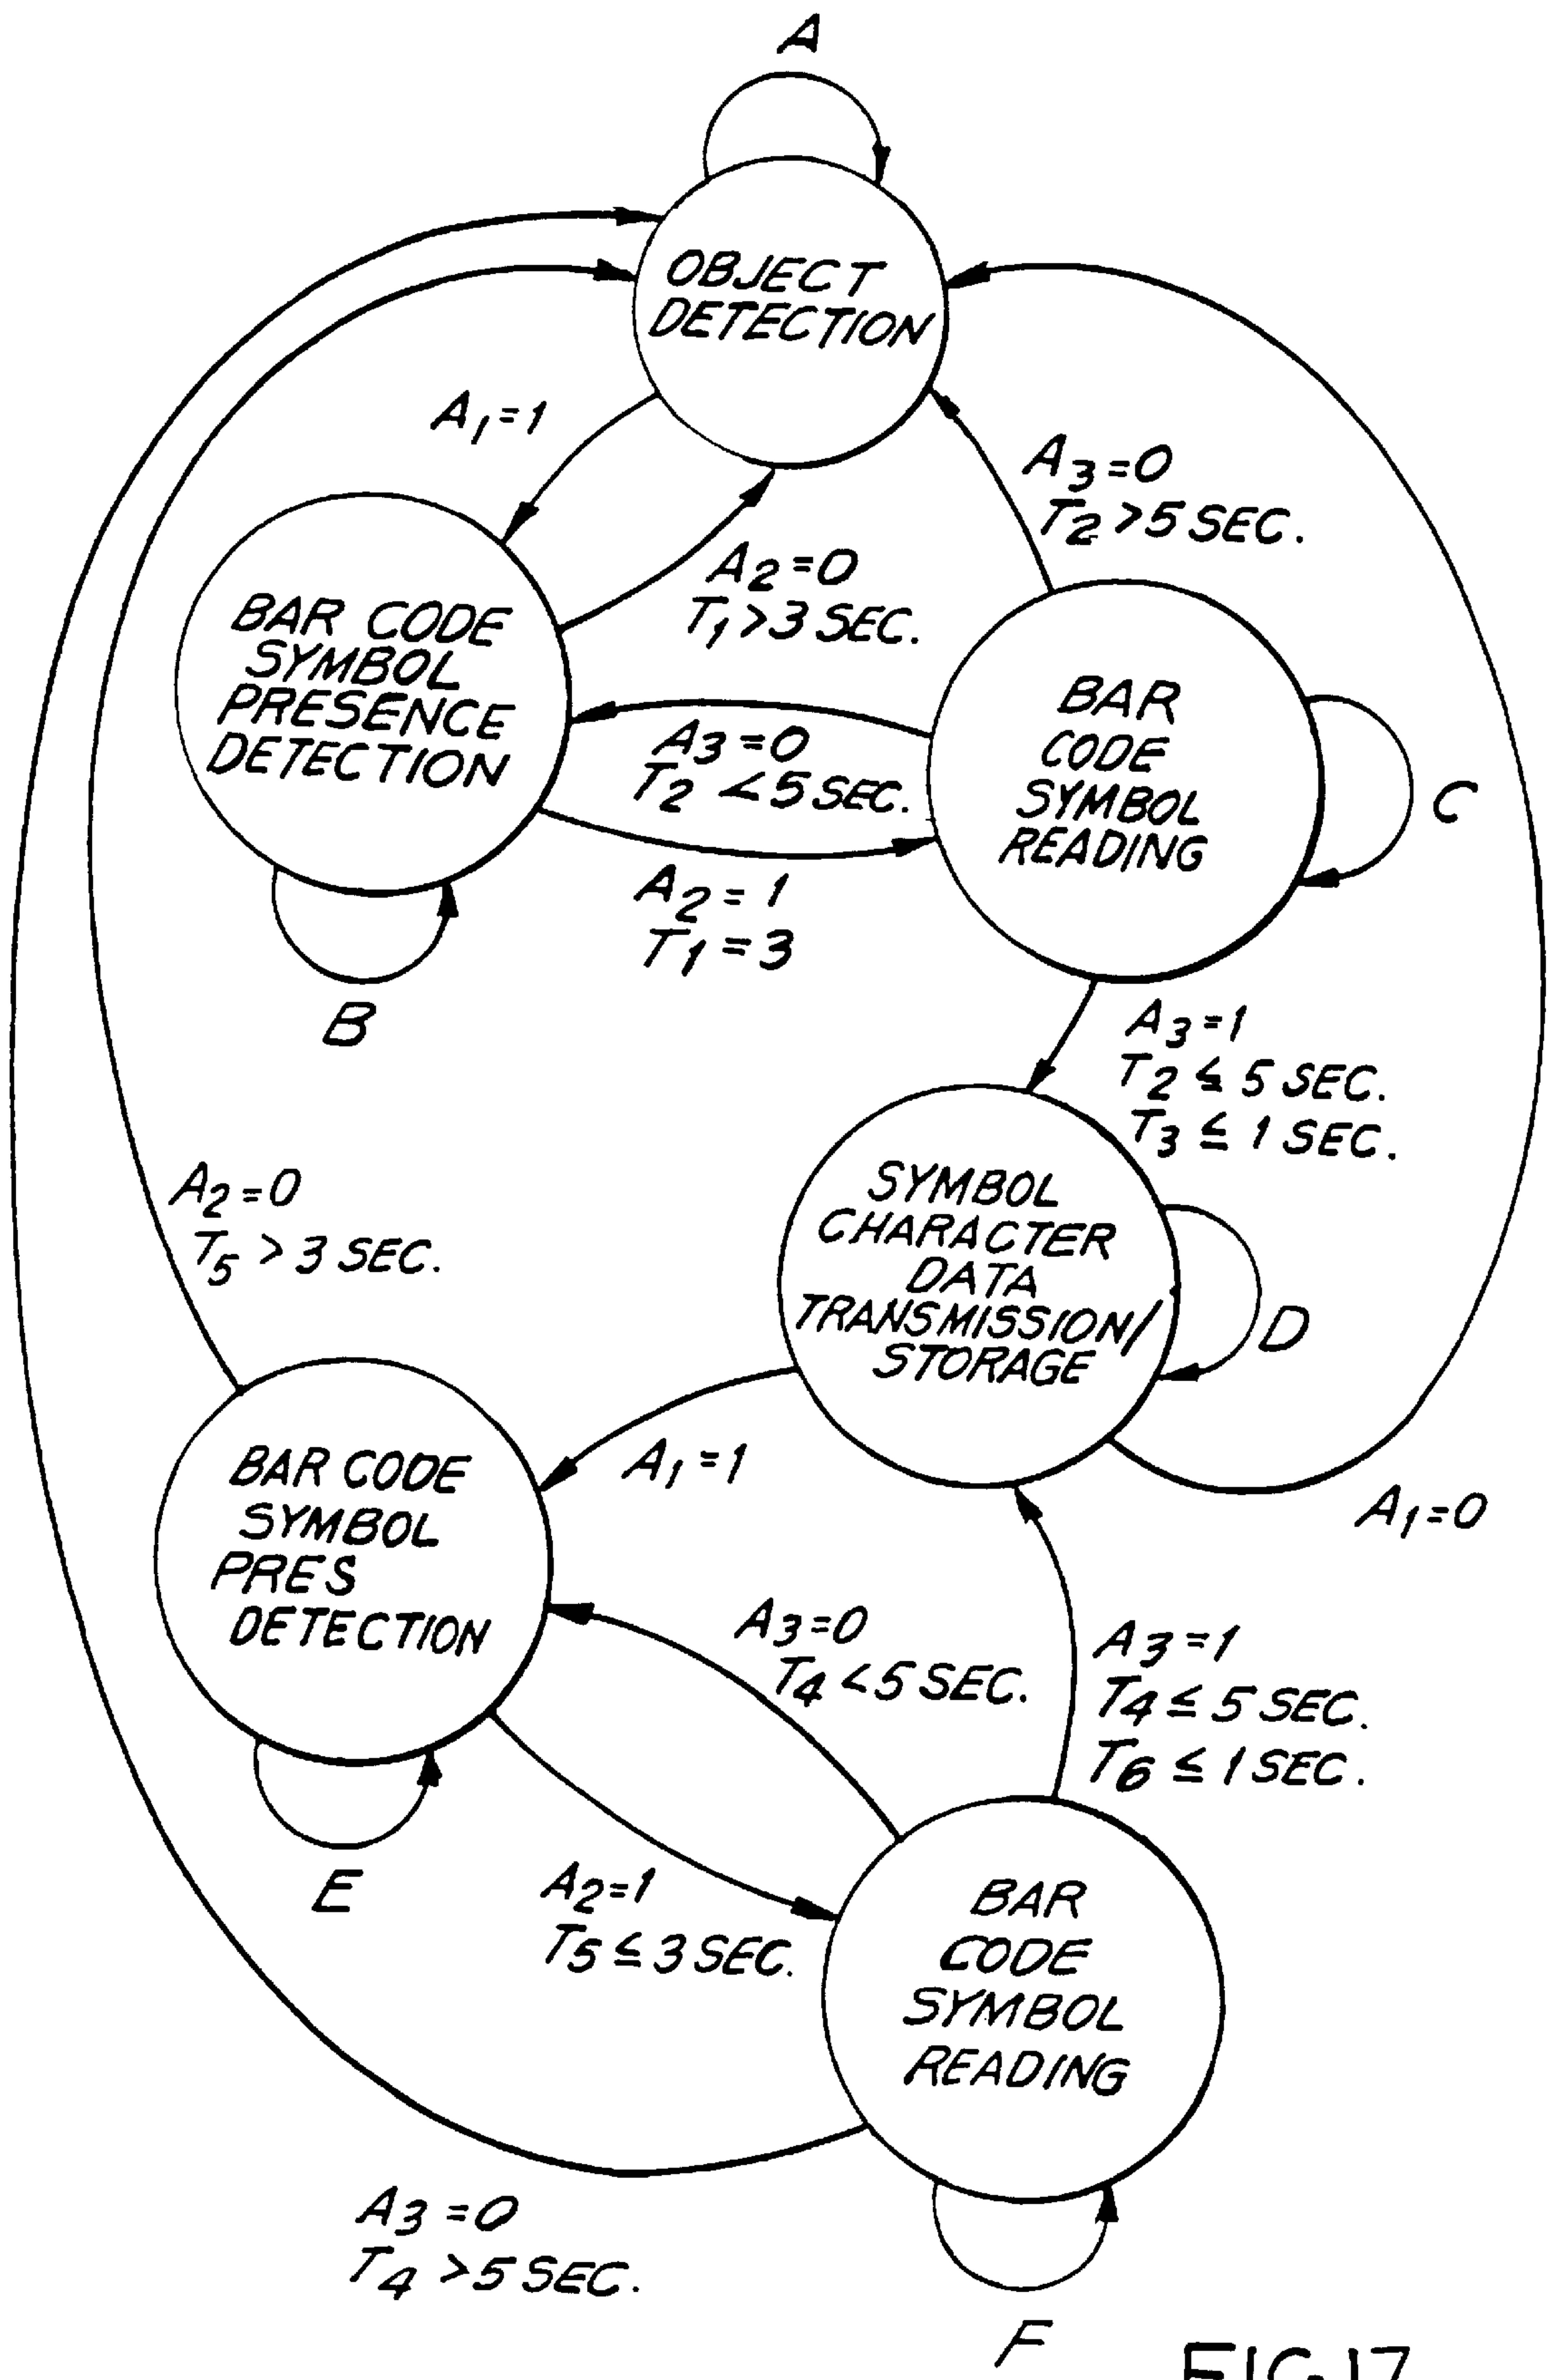 A
OBJECT
DETECTION
A1=1
A3=0
T2>5 SEC.
A2=0
T1>3 SEC.
BAR CODE
SYMBOL
PRESENCE
DETECTION
BAR
CODE
SYMBOL
READING
A3=0
T2<5 SEC.
C
A2=1
T1=3
B
A3=1
T2≤5 SEC.
T3≤1 SEC.
A2=0
T5>3 SEC.
SYMBOL
CHARACTER
DATA
TRANSMISSION/
STORAGE
D
A1=1
A1=0
BAR CODE
SYMBOL
PRES
DETECTION
A3=0
T4<5 SEC.
A3=1
T4≤5 SEC.
T6≤1 SEC.
E
A2=1
T5≤3 SEC.
BAR
CODE
SYMBOL
READING
A3=0
T4>5 SEC.
F
FIG.17